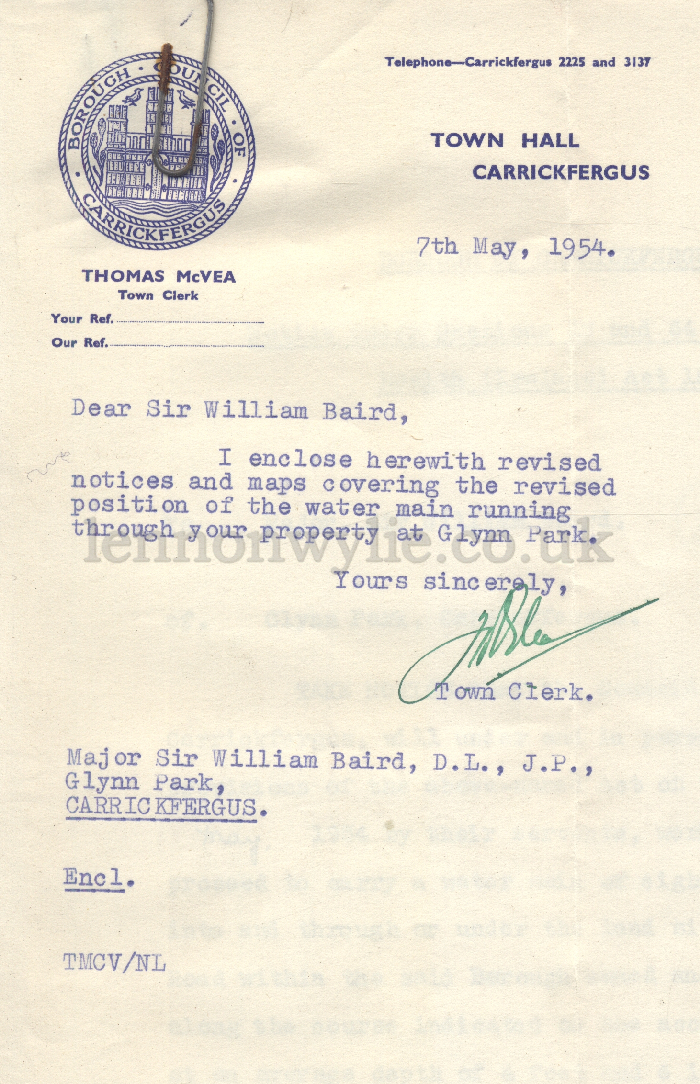 BOROUGH · COUNCIL · OF · CARRICKFERGUS ·
Telephone—Carrickfergus 2225 and 3137
TOWN HALL
CARRICKFERGUS
7th May, 1954.
THOMAS McVEA
Town Clerk
Your Ref.
Our Ref.
Dear Sir William Baird,
I enclose herewith revised
notices and maps covering the revised
position of the water main running
through your property at Glynn Park.
lennonwylie.co.uk
Yours sincerely,
Town Clerk.
Major Sir William Baird, D.L., J.P.,
Glynn Park,
CARRICKFERGUS.
Encl.
TMCV/NL